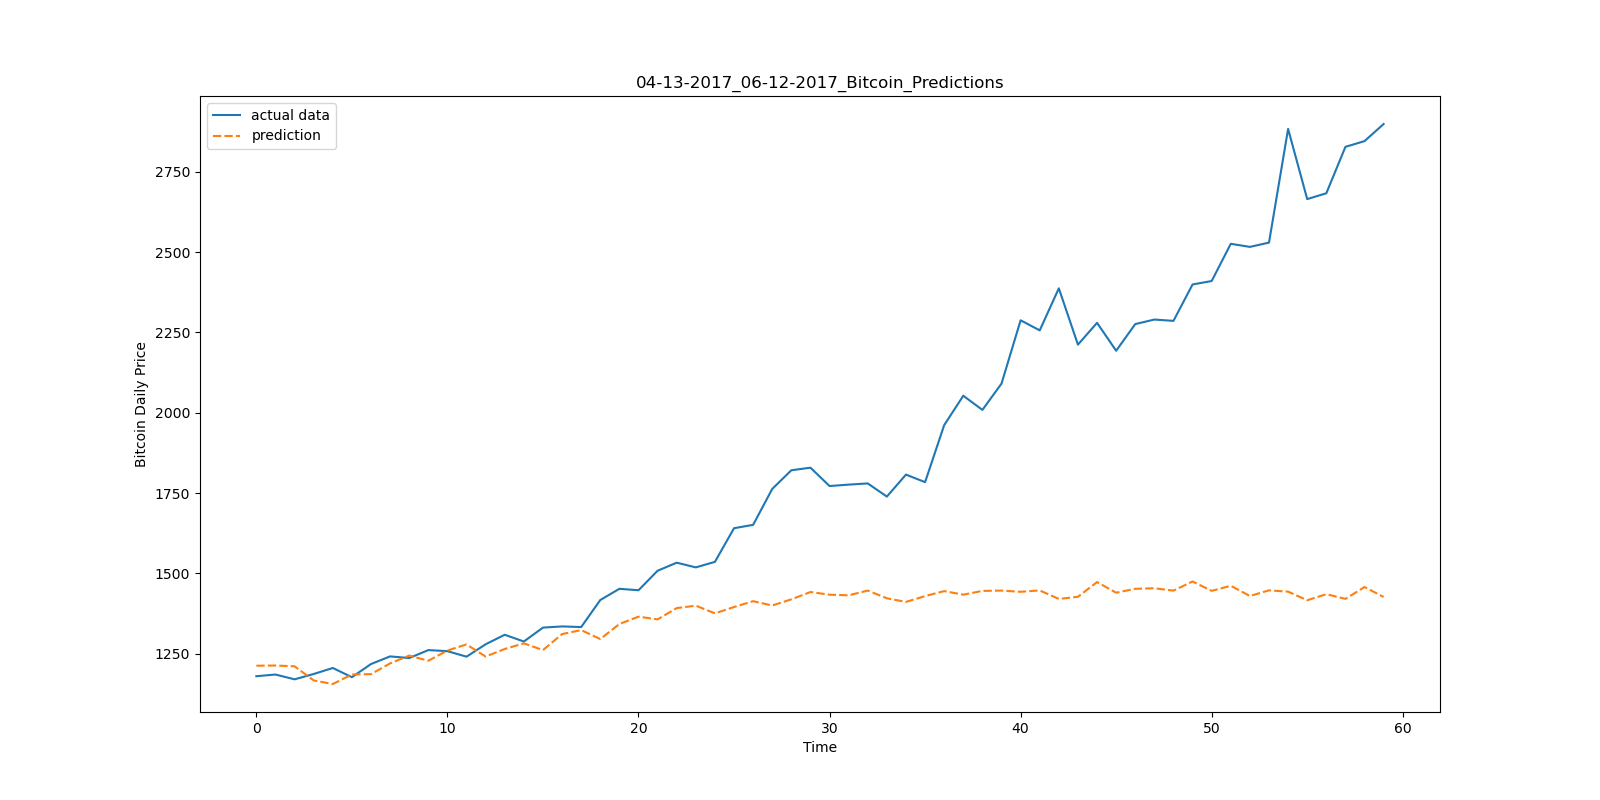 04-13-2017_06-12-2017_Bitcoin_Predictions
actual data
prediction
2750
2500
2250
2000
1750
1500
1250
Bitcoin Daily Price
0 10 20 30 40 50 60
Time